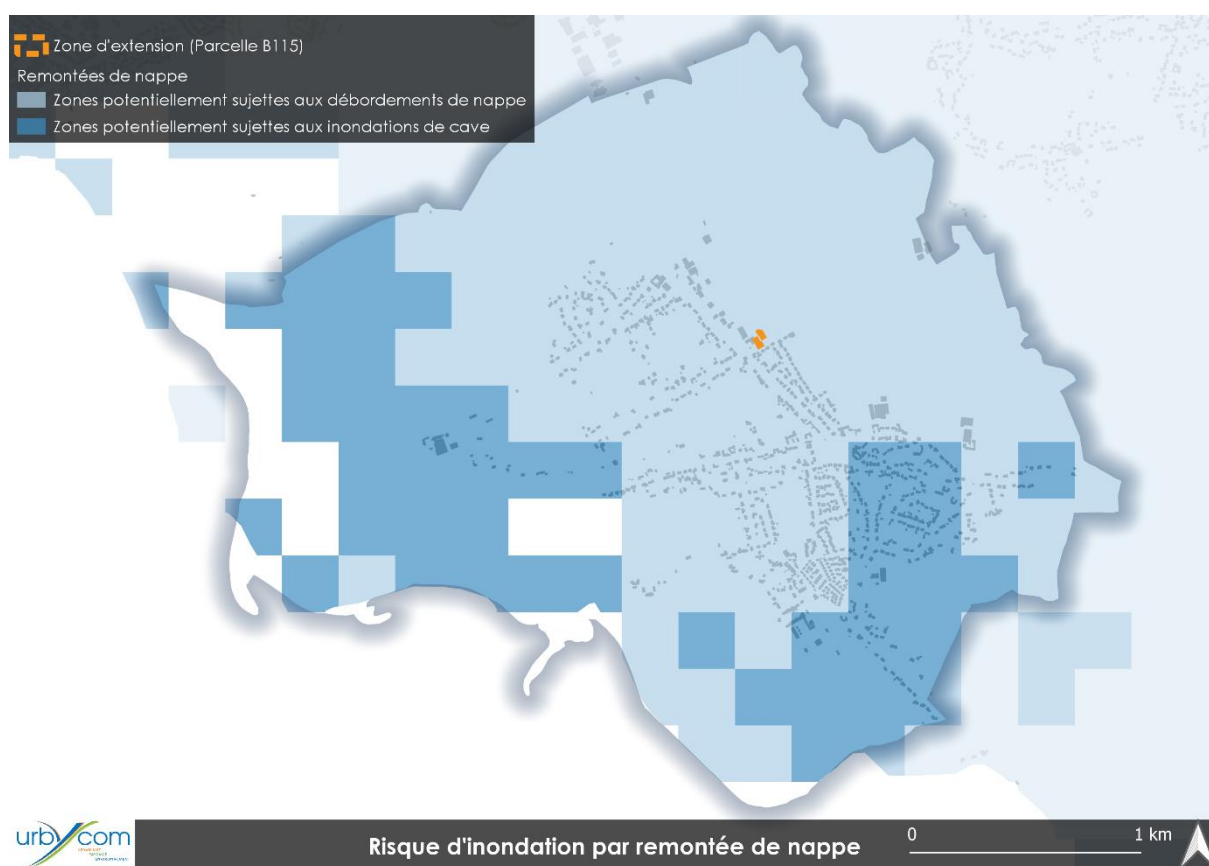 Zone d'extension (Parcelle B115)
Remontées de nappe
Zones potentiellement sujettes aux débordements de nappe
Zones potentiellement sujettes aux inondations de cave
urbycom
Risque d'inondation par remontée de nappe
0
1 km